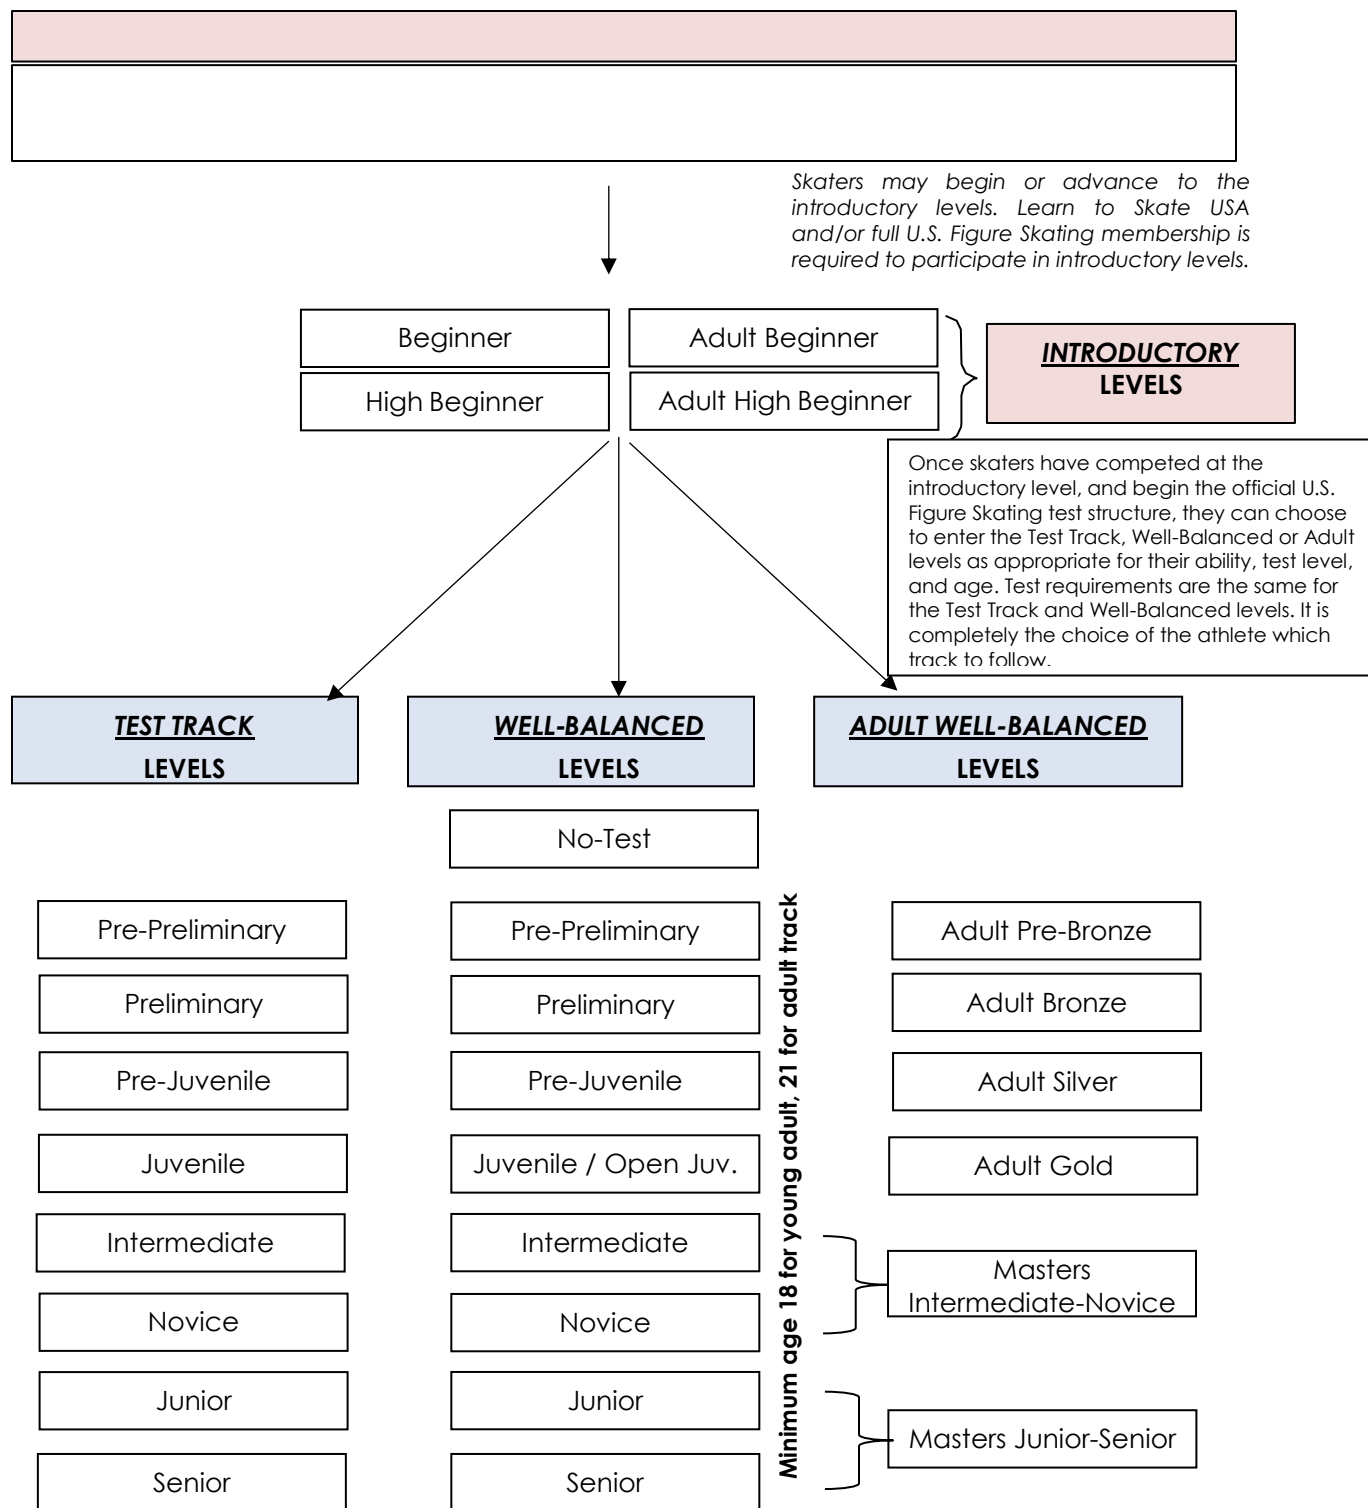 Skaters may begin or advance to the
introductory levels. Learn to Skate USA
and/or full U.S. Figure Skating membership is
required to participate in introductory levels.
Beginner
Adult Beginner
High Beginner
Adult High Beginner
INTRODUCTORY
LEVELS
Once skaters have competed at the
introductory level, and begin the official U.S.
Figure Skating test structure, they can choose
to enter the Test Track, Well-Balanced or Adult
levels as appropriate for their ability, test level,
and age. Test requirements are the same for
the Test Track and Well-Balanced levels. It is
completely the choice of the athlete which
track to follow.
TEST TRACK
LEVELS
WELL-BALANCED
LEVELS
ADULT WELL-BALANCED
LEVELS
No-Test
Pre-Preliminary
Pre-Preliminary
Adult Pre-Bronze
Preliminary
Preliminary
Adult Bronze
Pre-Juvenile
Pre-Juvenile
Adult Silver
Juvenile
Juvenile / Open Juv.
Adult Gold
Intermediate
Intermediate
Masters
Intermediate-Novice
Novice
Novice
Junior
Junior
Masters Junior-Senior
Senior
Senior
Minimum age 18 for young adult, 21 for adult track